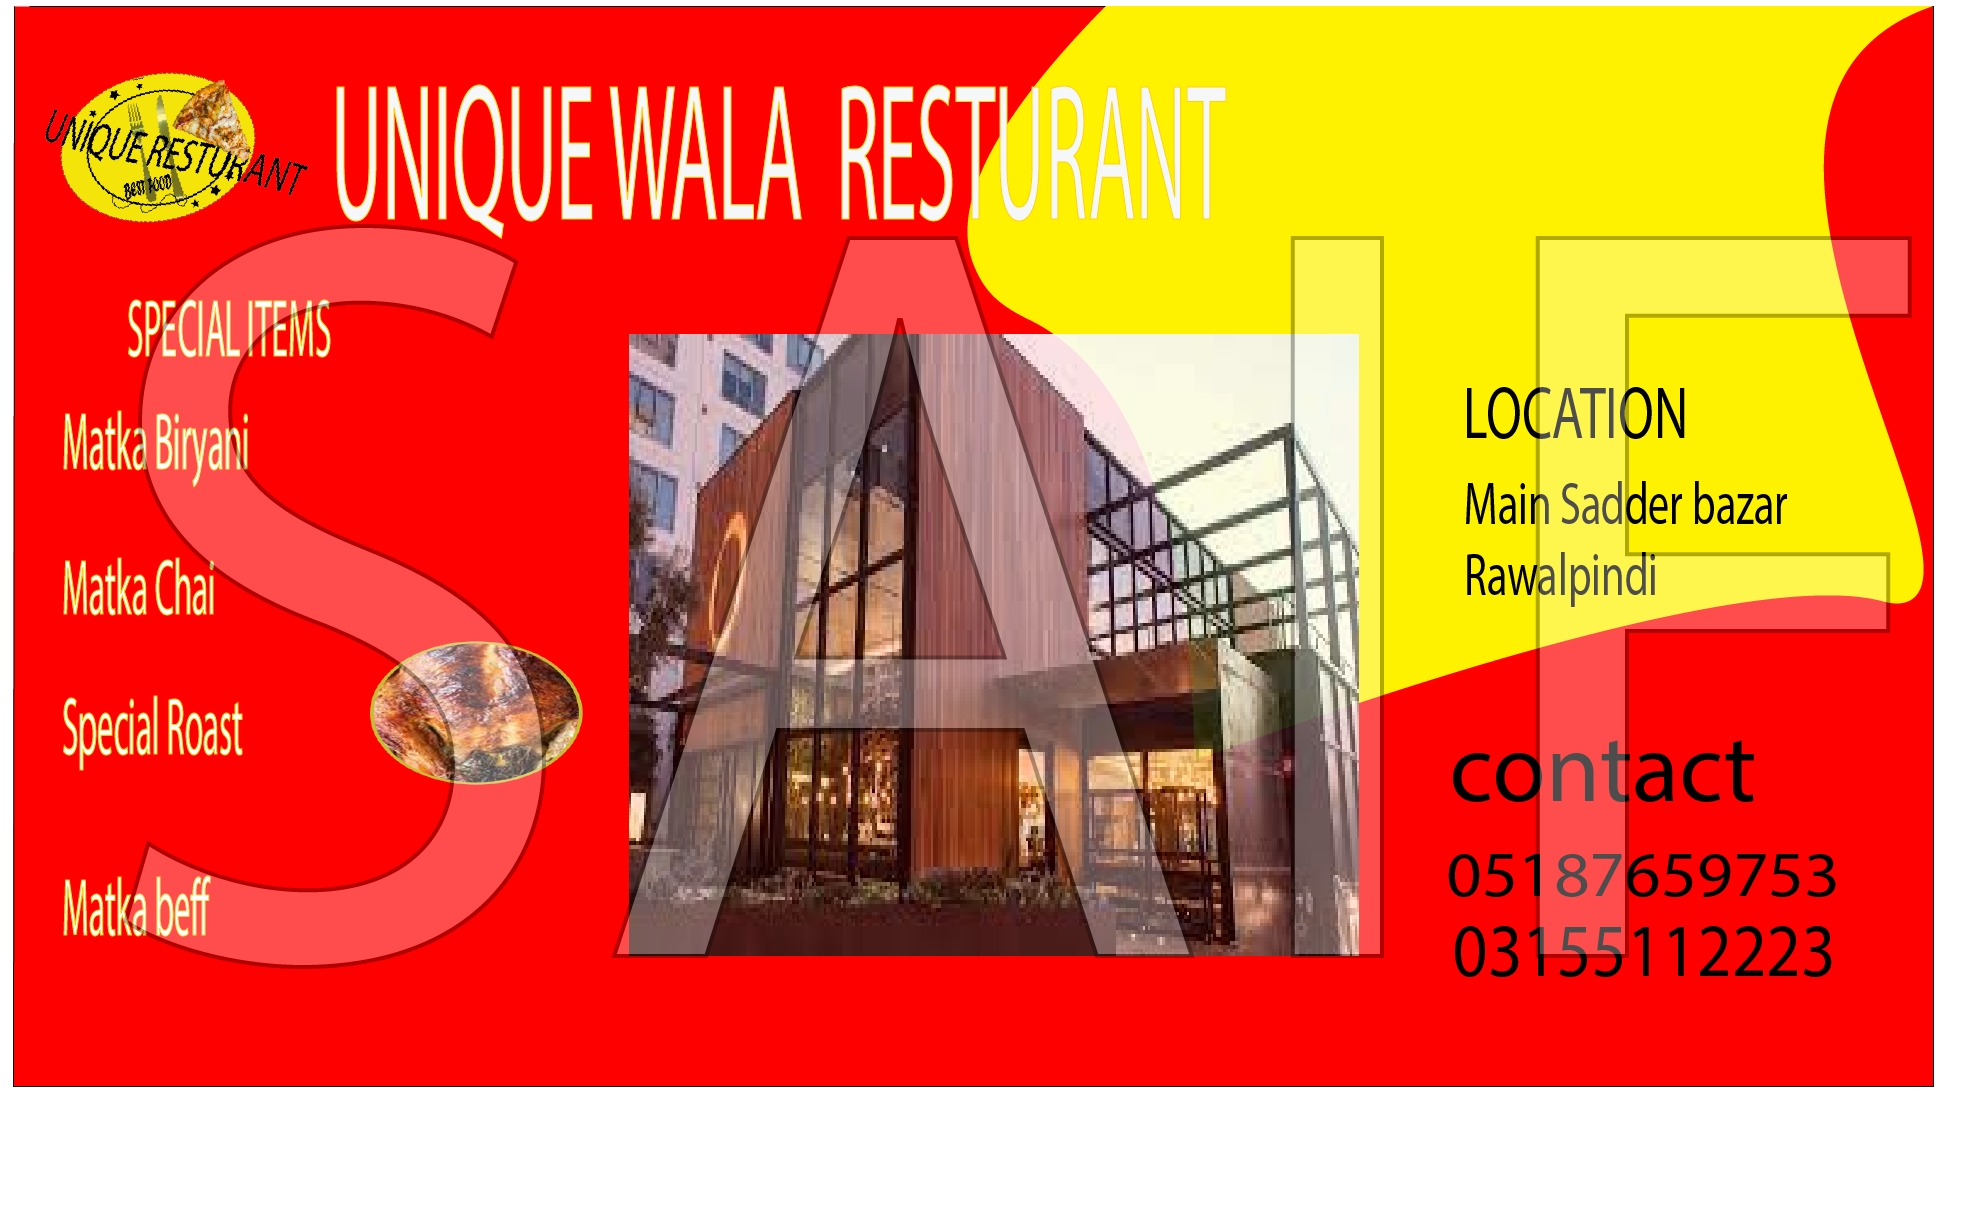 UNIQUE RESTURANT
BEST FOOD
UNIQUE WALA RESTURANT
SPECIAL ITEMS
Matka Biryani
Matka Chai
Special Roast
Matka beff
LOCATION
Main Sadder bazar
Rawalpindi
contact
05187659753
03155112223
SAIF